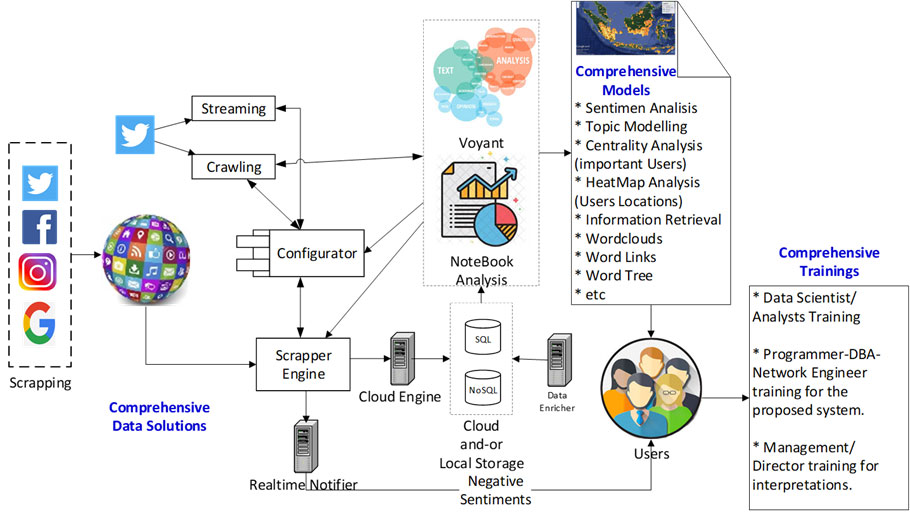 Scrapping
Streaming
Crawling
Configurator
Scrapper
Engine
Comprehensive
Data Solutions
Realtime Notifier
Cloud Engine
TEXT
ANALYSIS
Voyant
NoteBook
Analysis
SQL
NoSQL
Cloud
and-or
Local Storage
Negative
Sentiments
Data
Enricher
Comprehensive
Models
* Sentimen Analisis
* Topic Modelling
* Centrality Analysis
(important Users)
* HeatMap Analysis
(Users Locations)
* Information Retrieval
* Wordclouds
* Word Links
* Word Tree
* etc
Users
Comprehensive
Trainings
* Data Scientist/
Analysts Training
* Programmer-DBA-
Network Engineer
training for the
proposed system.
* Management/
Director training for
interpretations.